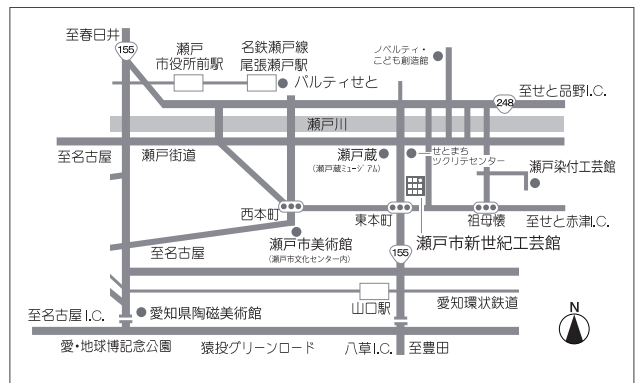 至春日井
155
瀬戸
市役所前駅
名鉄瀬戸線
尾張瀬戸駅
パルティせと
ノベルティ・
こども創造館
至せと品野I.C.
248
瀬戸川
至名古屋
瀬戸街道
瀬戸蔵
(瀬戸蔵ミュージアム)
せとまち
ツクリテセンター
瀬戸染付工芸館
西本町
東本町
祖母懐
至せと赤津I.C.
瀬戸市新世紀工芸館
瀬戸市美術館
(瀬戸市文化センター内)
至名古屋
155
山口駅
愛知環状鉄道
至名古屋I.C.
愛知県陶磁美術館
N
愛・地球博記念公園
猿投グリーンロード
八草I.C.
至豊田